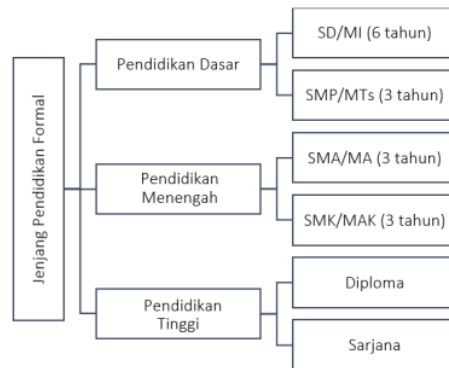 Jenjang Pendidikan Formal
Pendidikan Dasar
SD/MI (6 tahun)
SMP/MTs (3 tahun)
Pendidikan
Menengah
SMA/MA (3 tahun)
SMK/MAK (3 tahun)
Pendidikan
Tinggi
Diploma
Sarjana